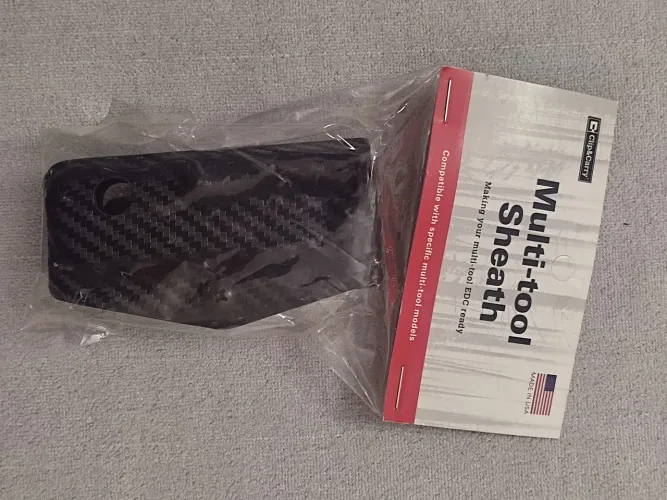 Clip&Carry
Multi-tool
Sheath
Making your multi-tool EDC ready
MADE IN USA
Compatible with specific multi-tool models